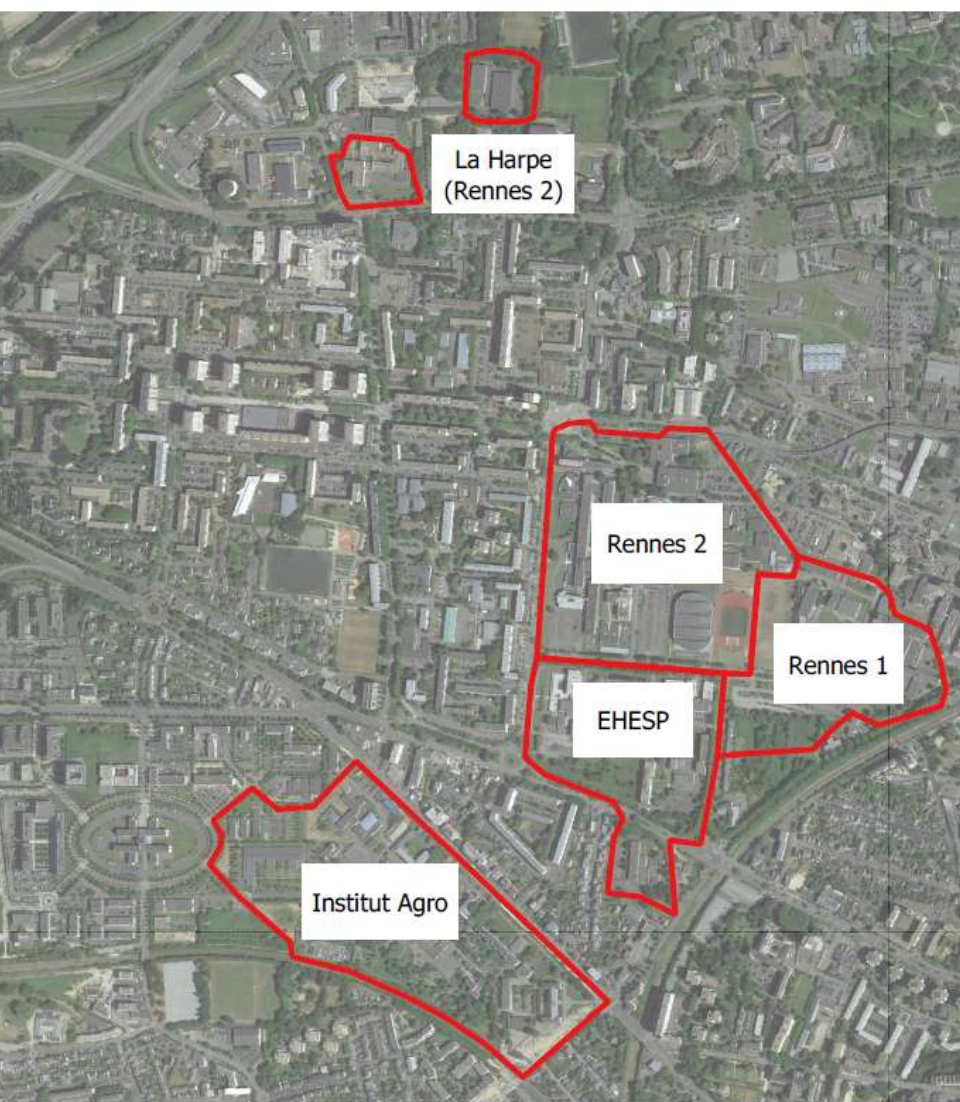 La Harpe
(Rennes 2)
Rennes 2
Rennes 1
EHESP
Institut Agro